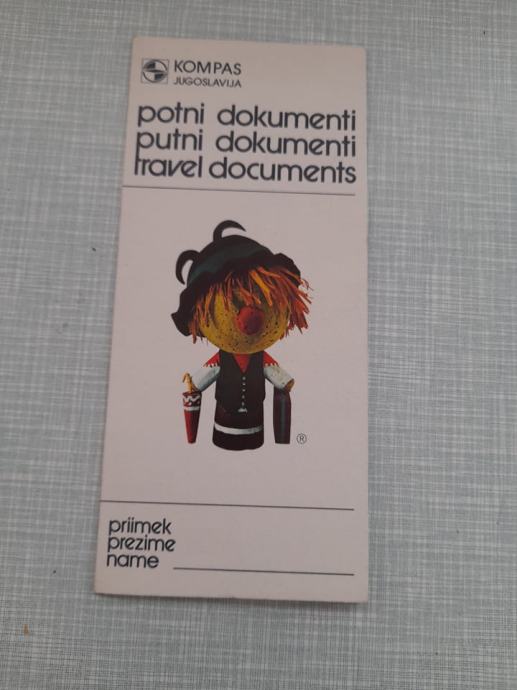 KOMPAS
JUGOSLAVIJA
potni dokumenti
putni dokumenti
travel documents
®
priimek
prezime
name